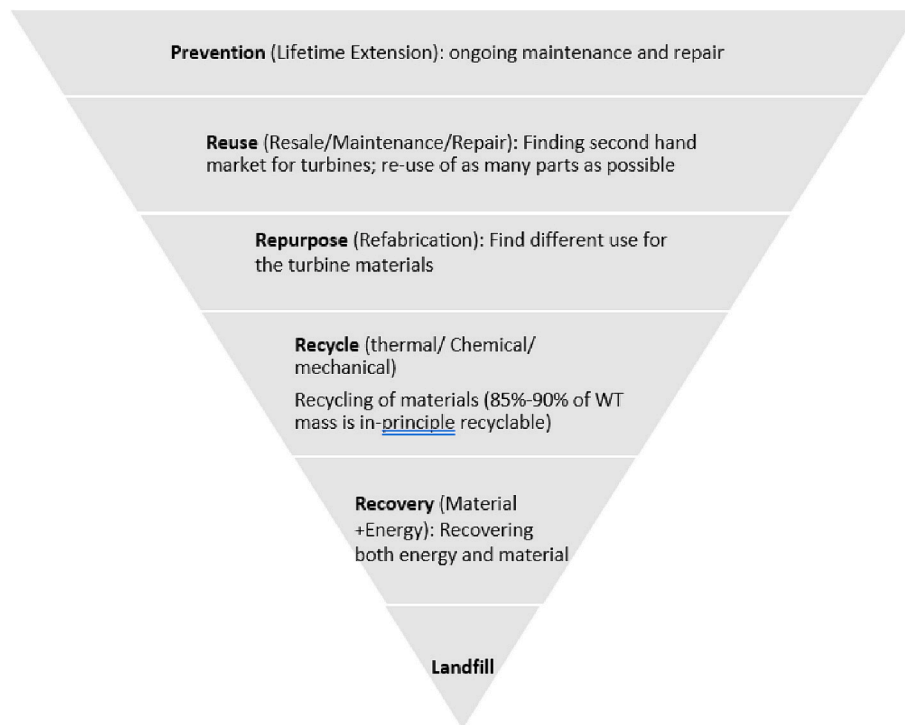 Prevention (Lifetime Extension): ongoing maintenance and repair
Reuse (Resale/Maintenance/Repair): Finding second hand
market for turbines; re-use of as many parts as possible
Repurpose (Refabrication): Find different use for
the turbine materials
Recycle (thermal/ Chemical/
mechanical)
Recycling of materials (85%-90% of WT
mass is in-principle recyclable)
Recovery (Material
+Energy): Recovering
both energy and material
Landfill